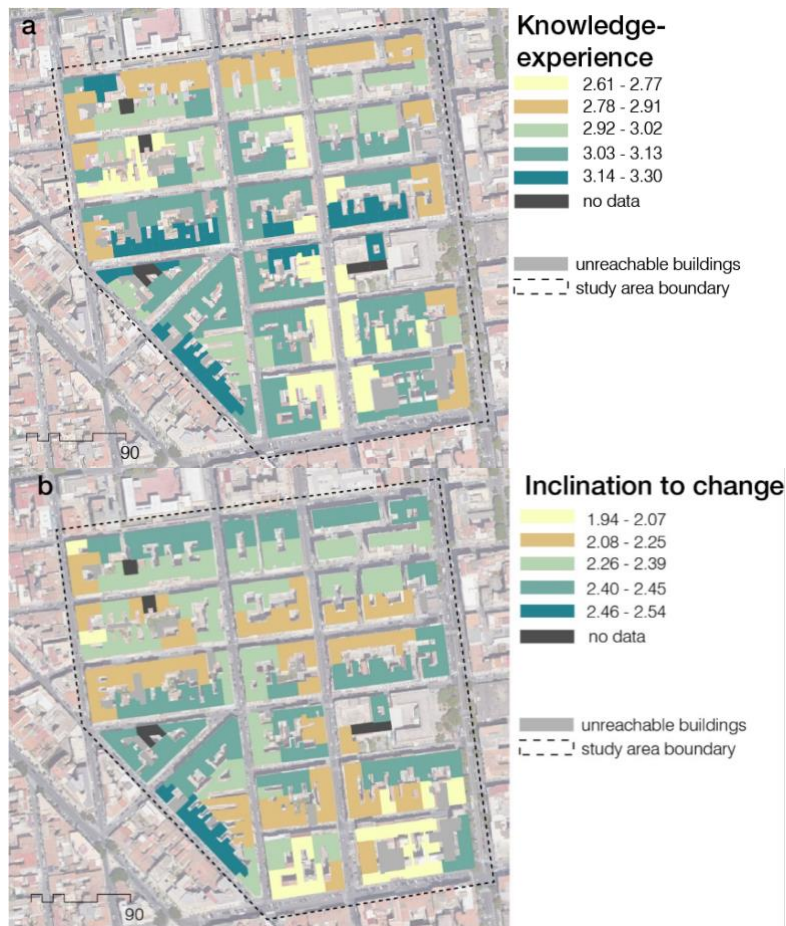 a
Knowledge-
experience
2.61 - 2.77
2.78 - 2.91
2.92 - 3.02
3.03 - 3.13
3.14 - 3.30
no data
unreachable buildings
study area boundary
90
b
Inclination to change
1.94 - 2.07
2.08 - 2.25
2.26 - 2.39
2.40 - 2.45
2.46 - 2.54
no data
unreachable buildings
study area boundary
90